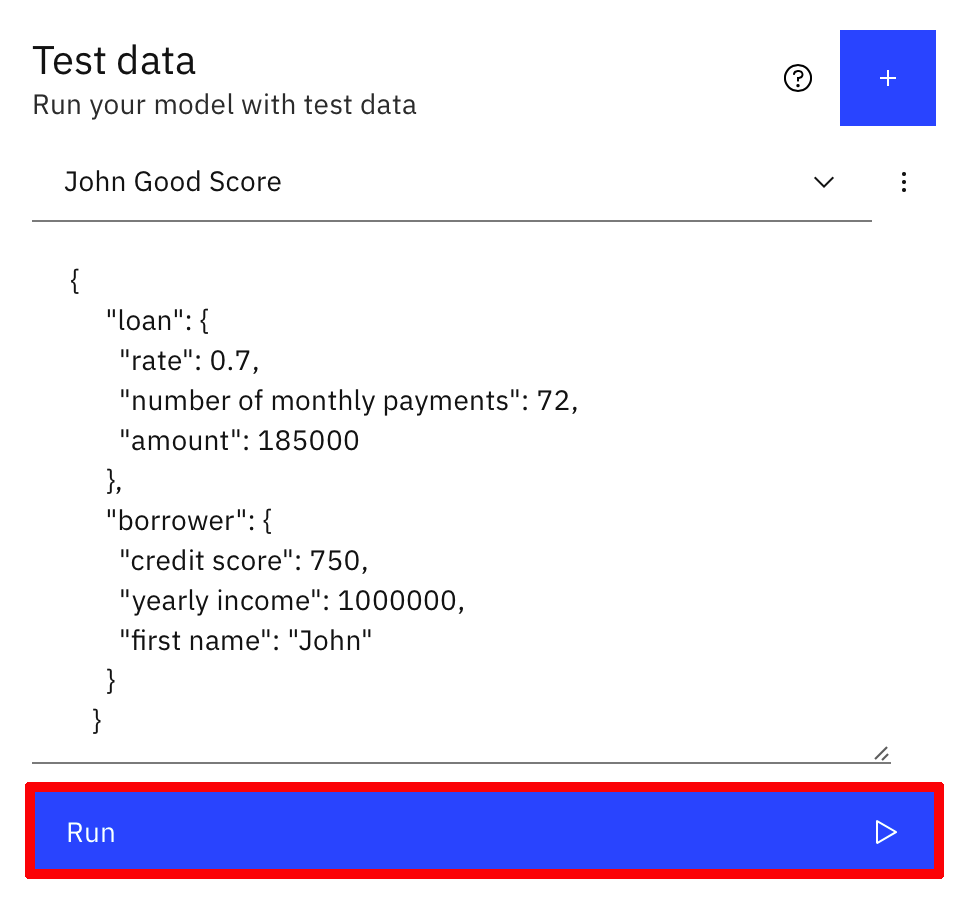 Test data
Run your model with test data
John Good Score
{
"loan": {
"rate": 0.7,
"number of monthly payments": 72,
"amount": 185000
},
"borrower": {
"credit score": 750,
"yearly income": 1000000,
"first name": "John"
}
}
Run